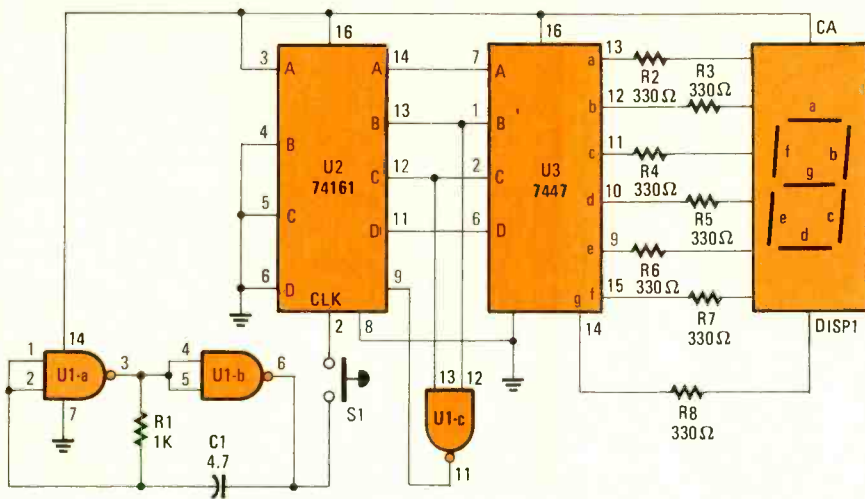 16
16
CA
3
A
A
14
7
A
a
13
R2
330Ω
R3
330Ω
B
13
1
B
b
12
4
B
U2
74161
U3
7447
C
12
2
C
c
11
R4
330Ω
5
C
D
11
6
D
d
10
R5
330Ω
6
D
9
e
9
R6
330Ω
CLK
f
15
R7
330Ω
g
2
8
14
a
f
b
g
e
c
d
DISP1
1
2
14
U1-a
3
7
4
5
U1-b
6
S1
R1
1K
C1
4.7
13
12
U1-c
11
R8
330Ω